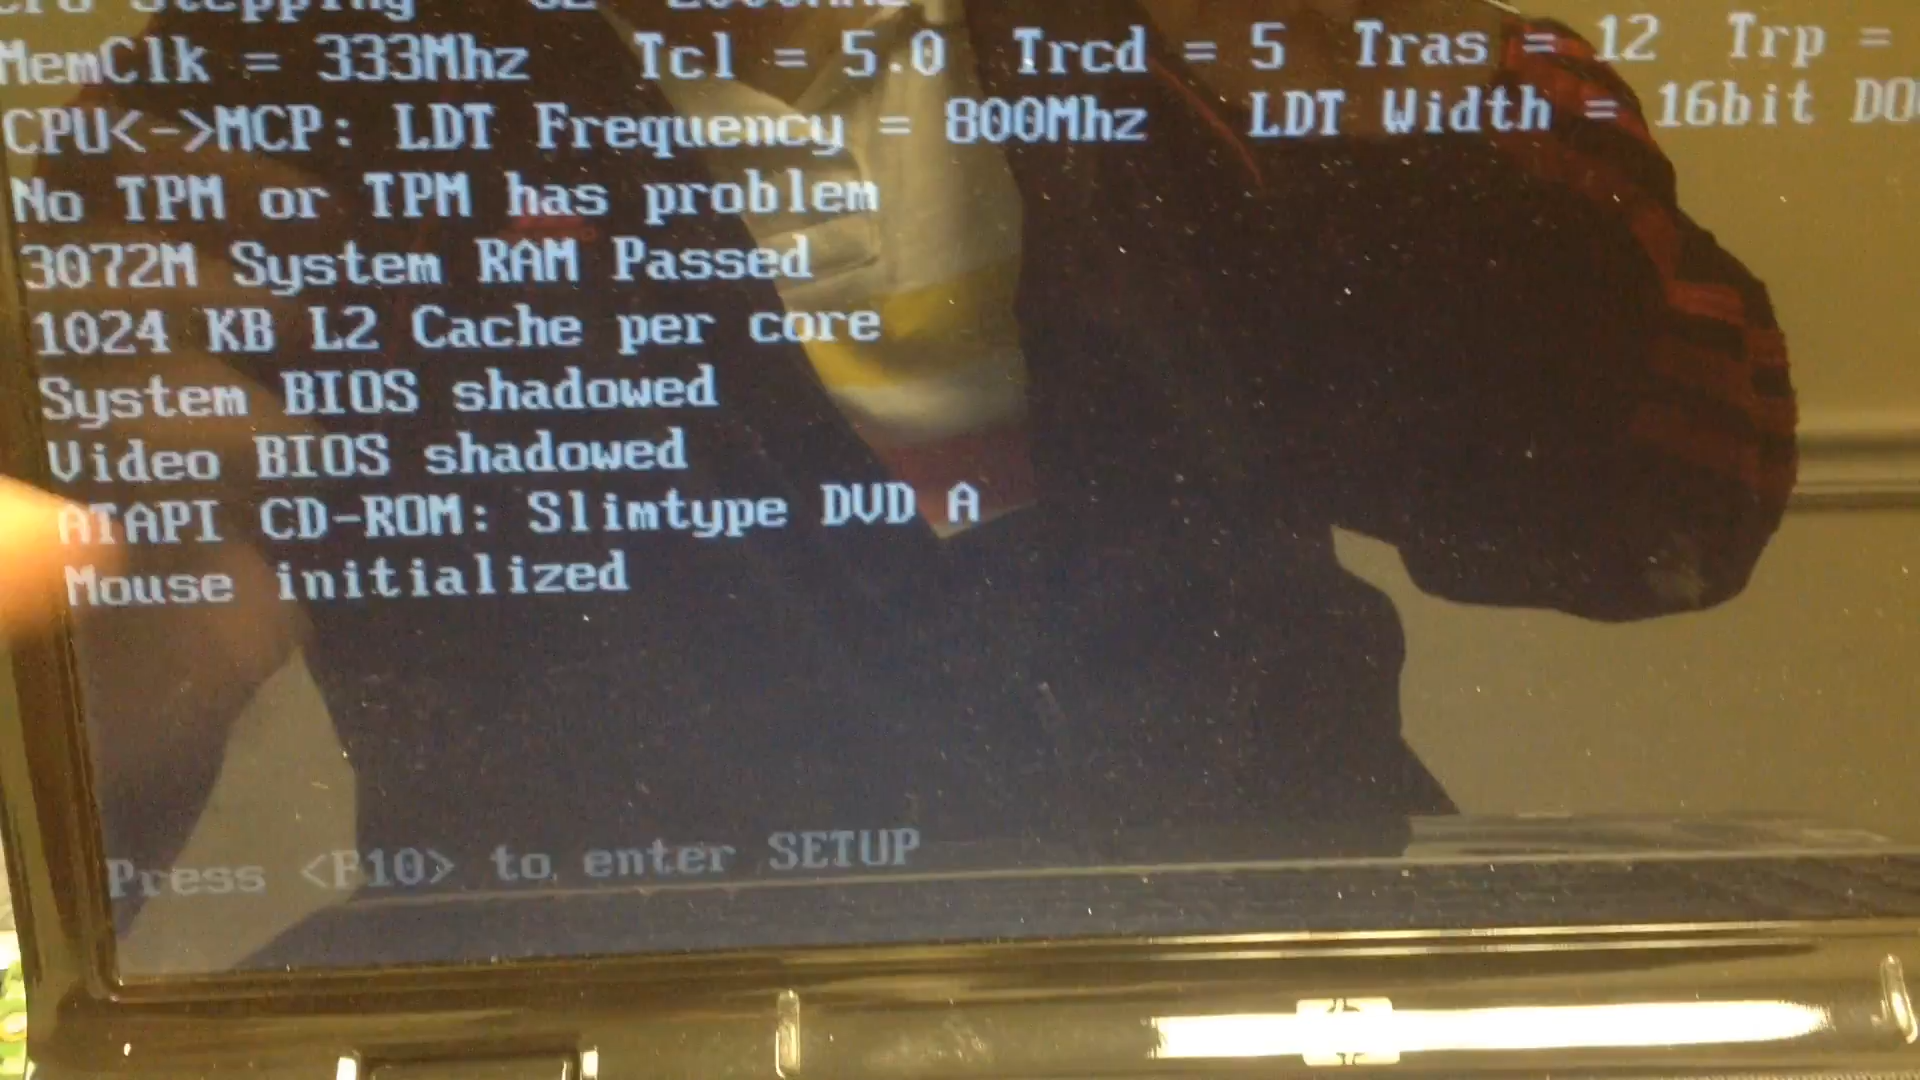 MemClk = 333Mhz Tcl = 5.0 Trcd = 5 Tras = 12 Trp =
CPU<->MCP: LDT Frequency = 800Mhz LDT Width = 16bit
No TPM or TPM has problem
3072M System RAM Passed
1024 KB L2 Cache per core
System BIOS shadowed
Video BIOS shadowed
ATAPI CD-ROM: Slimtype DVD A
Mouse initialized
Press <F10> to enter SETUP